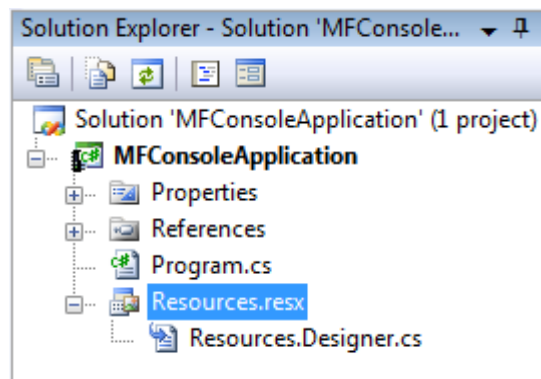 Solution Explorer - Solution 'MFConsole...
Solution 'MFConsoleApplication' (1 project)
MFConsoleApplication
Properties
References
Program.cs
Resources.resx
Resources.Designer.cs